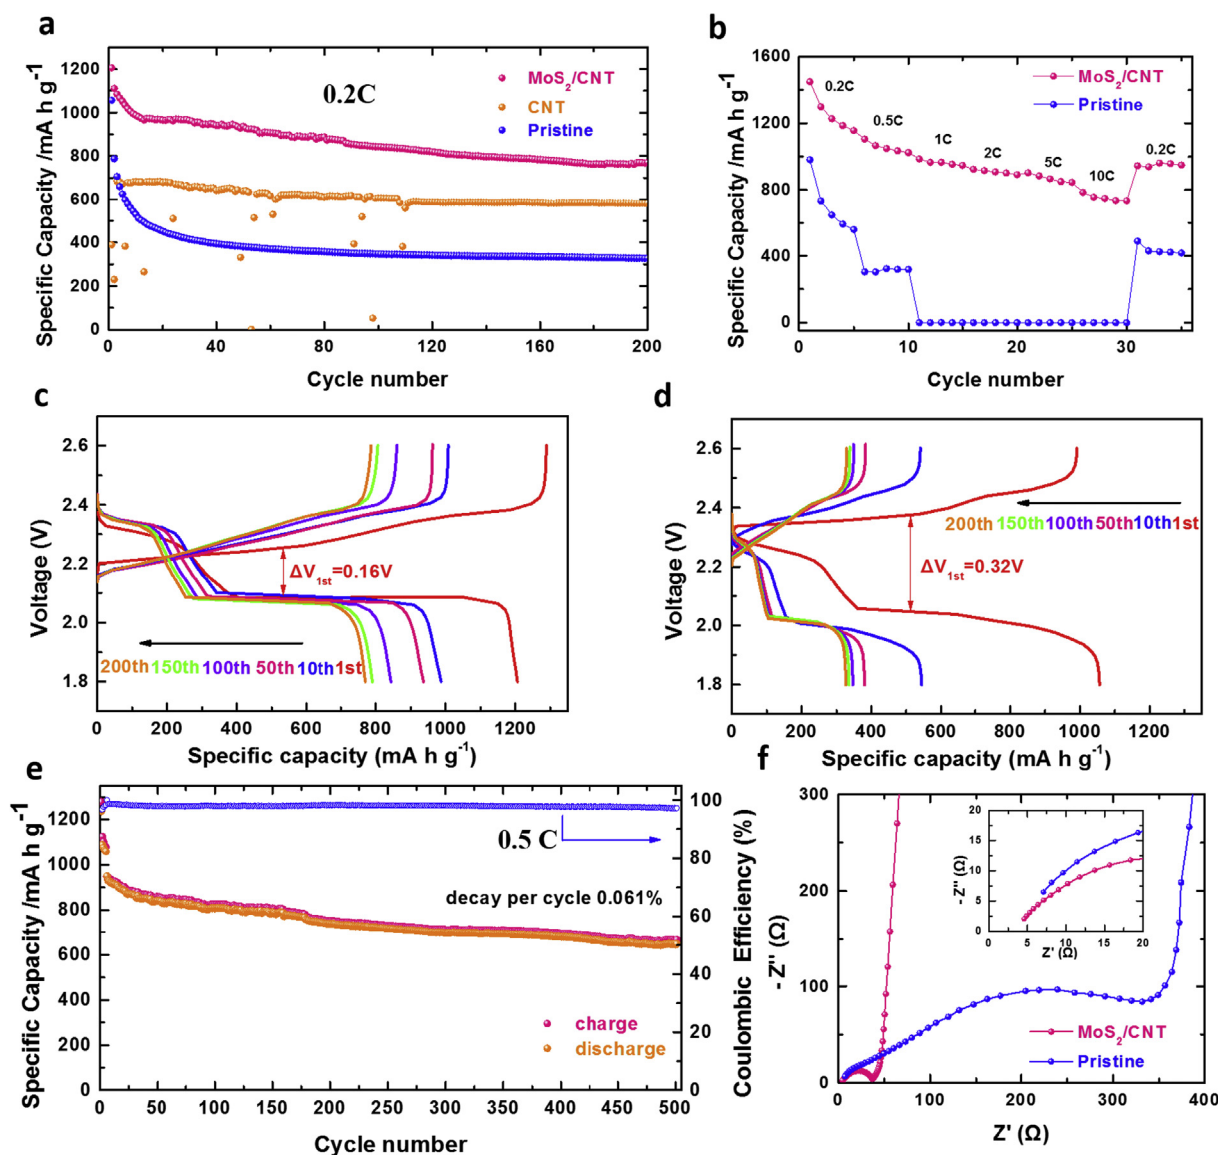 a
Specific Capacity /mA h g⁻¹
1200
1000
800
600
400
200
0
0 40 80 120 160 200
Cycle number
0.2C
MoS₂/CNT
CNT
Pristine
b
Specific Capacity /mA h g⁻¹
1600
1200
800
400
0
0 10 20 30
Cycle number
0.2C
0.5C
1C
2C
5C
10C
0.2C
MoS₂/CNT
Pristine
c
Voltage (V)
2.6
2.4
2.2
2.0
1.8
0 200 400 600 800 1000 1200
Specific capacity (mA h g⁻¹)
ΔV₁ₛₜ=0.16V
200th 150th 100th 50th 10th 1st
d
Voltage (V)
2.6
2.4
2.2
2.0
1.8
0 200 400 600 800 1000 1200
Specific capacity (mA h g⁻¹)
200th 150th 100th 50th 10th 1st
ΔV₁ₛₜ=0.32V
e
Specific Capacity/mA h g⁻¹
1200
1000
800
600
400
200
0
0 50 100 150 200 250 300 350 400 450 500
Cycle number
0.5 C
decay per cycle 0.061%
charge
discharge
100
80
60
40
20
0
Coulombic Efficiency (%)
f
- Z'' (Ω)
300
200
100
0
0 100 200 300 400
Z' (Ω)
- Z'' (Ω)
25
20
15
10
5
0
0 5 10 15 20
Z' (Ω)
MoS₂/CNT
Pristine